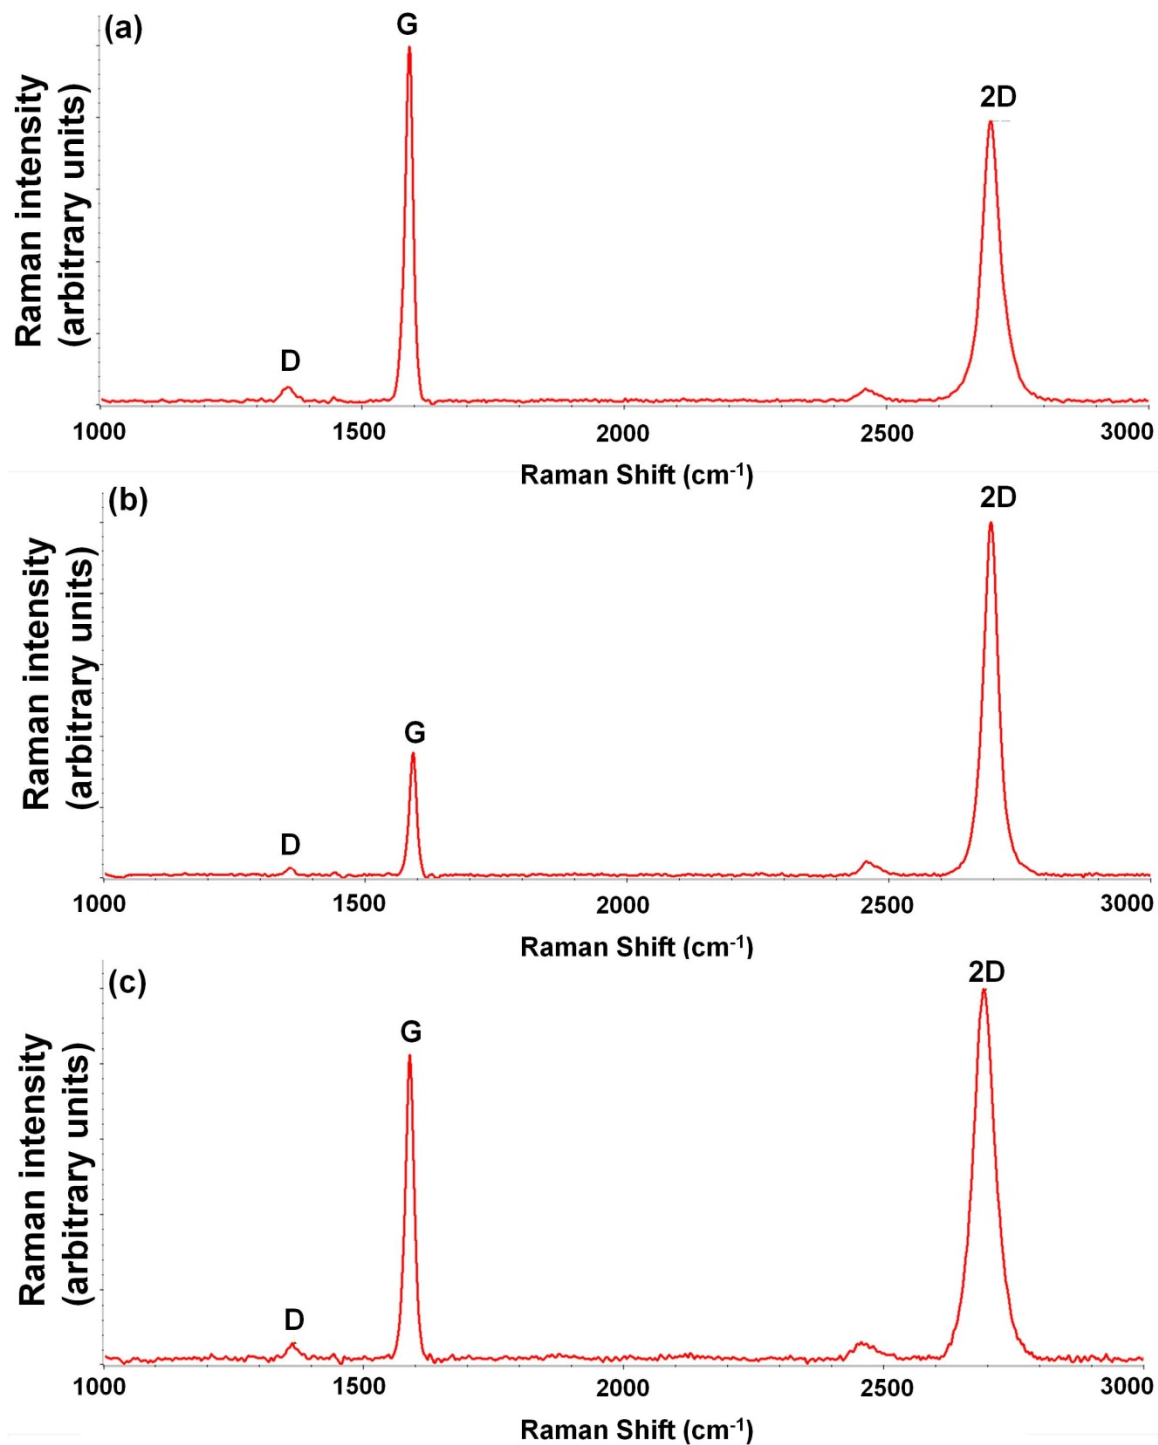 (a)
G
2D
D
Raman intensity
(arbitrary units)
1000 1500 2000 2500 3000
Raman Shift (cm-1)
(b)
2D
G
D
Raman intensity
(arbitrary units)
1000 1500 2000 2500 3000
Raman Shift (cm-1)
(c)
2D
G
D
Raman intensity
(arbitrary units)
1000 1500 2000 2500 3000
Raman Shift (cm-1)